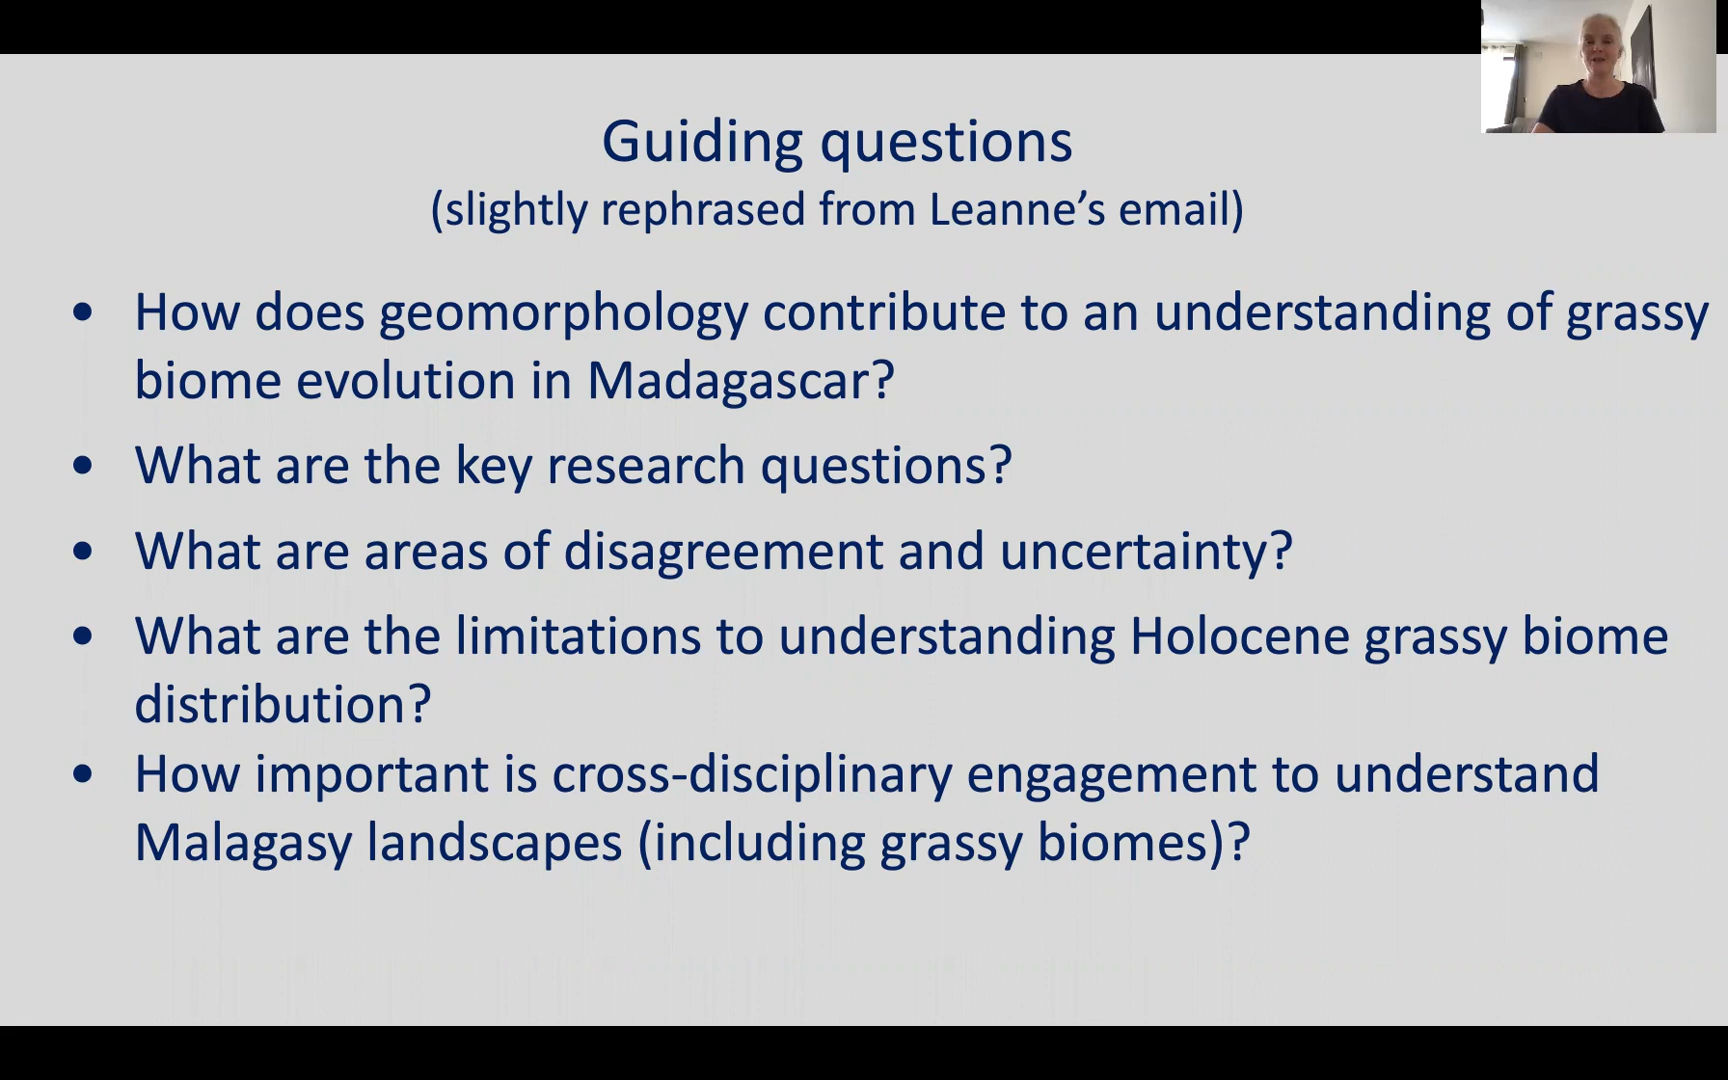 Guiding questions
(slightly rephrased from Leanne’s email)
• How does geomorphology contribute to an understanding of grassy
biome evolution in Madagascar?
• What are the key research questions?
• What are areas of disagreement and uncertainty?
• What are the limitations to understanding Holocene grassy biome
distribution?
• How important is cross-disciplinary engagement to understand
Malagasy landscapes (including grassy biomes)?